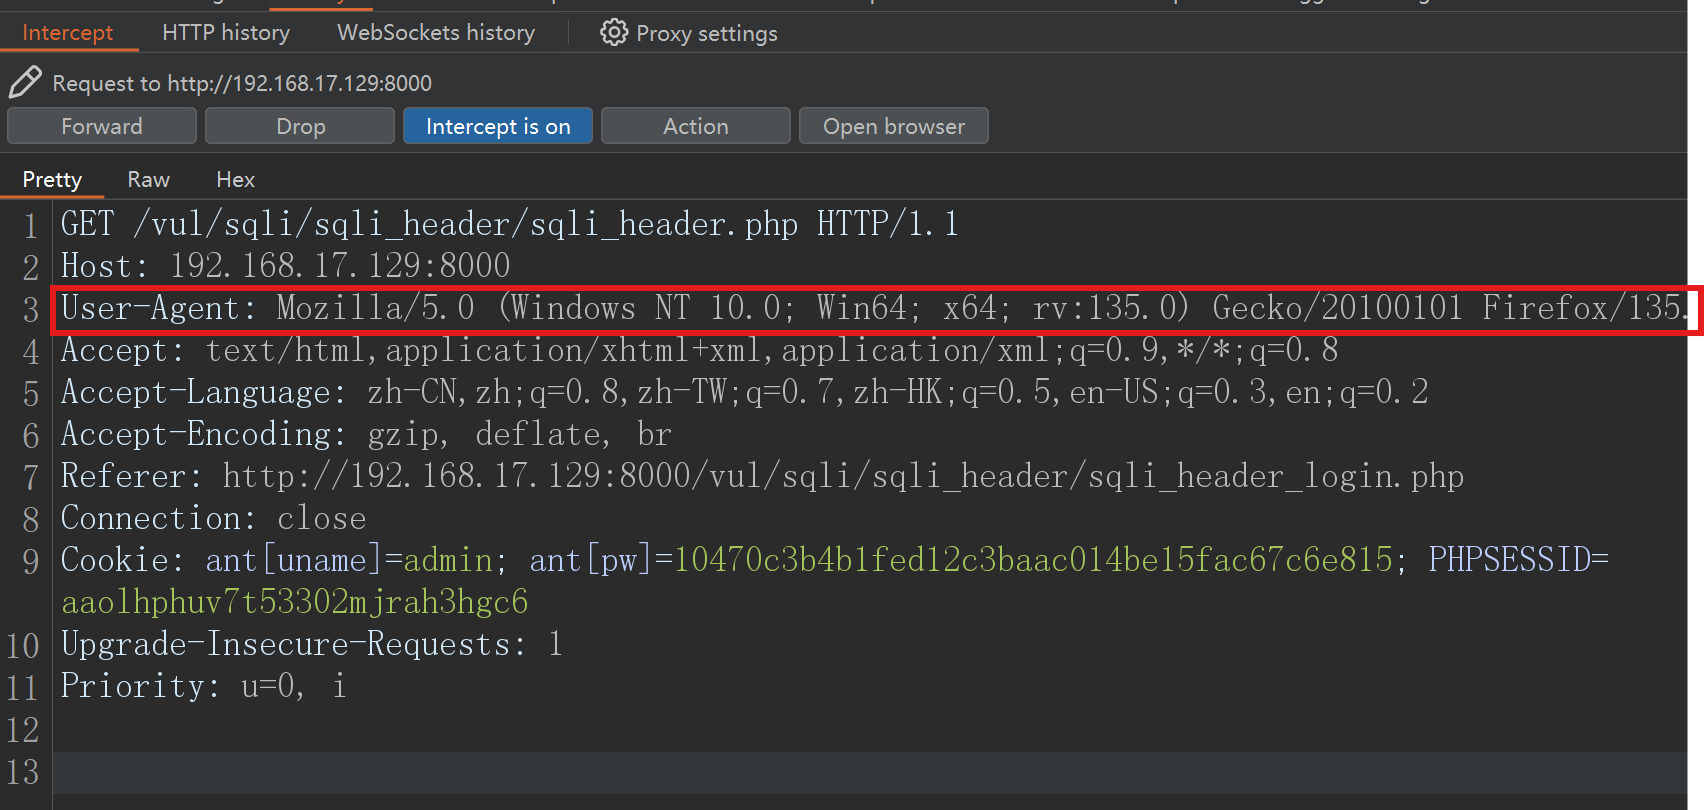 Intercept HTTP history WebSockets history Proxy settings
Request to http://192.168.17.129:8000
Forward Drop Intercept is on Action Open browser
Pretty Raw Hex
1 GET /vul/sqli/sqli_header/sqli_header.php HTTP/1.1
2 Host: 192.168.17.129:8000
3 User-Agent: Mozilla/5.0 (Windows NT 10.0; Win64; x64; rv:135.0) Gecko/20100101 Firefox/135.
4 Accept: text/html,application/xhtml+xml,application/xml;q=0.9,*/*;q=0.8
5 Accept-Language: zh-CN,zh;q=0.8,zh-TW;q=0.7,zh-HK;q=0.5,en-US;q=0.3,en;q=0.2
6 Accept-Encoding: gzip, deflate, br
7 Referer: http://192.168.17.129:8000/vul/sqli/sqli_header/sqli_header_login.php
8 Connection: close
9 Cookie: ant[uname]=admin; ant[pw]=10470c3b4b1fed12c3baac014be15fac67c6e815; PHPSESSID=
aaolhphuv7t53302mjrah3hgc6
10 Upgrade-Insecure-Requests: 1
11 Priority: u=0, i
12
13